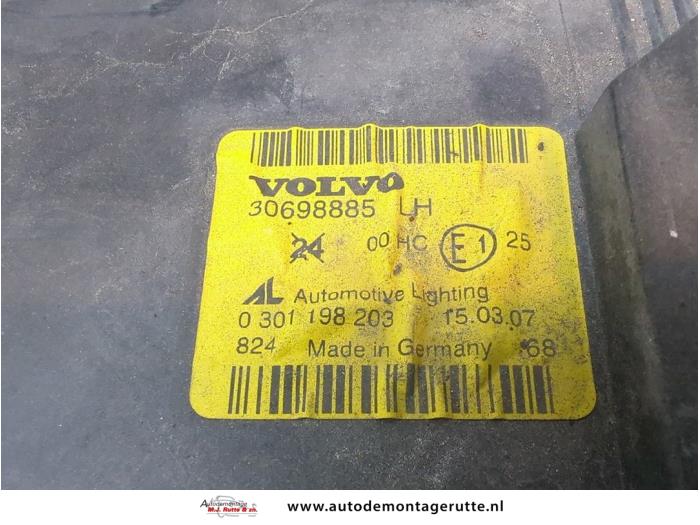 VOLVO
30698885 LH
24 00 HC E1 25
AL Automotive Lighting
0 301 198 203 15.03.07
824 Made in Germany 68
Autodemontage
M.J. Rutte & zn.
www.autodemontagerutte.nl